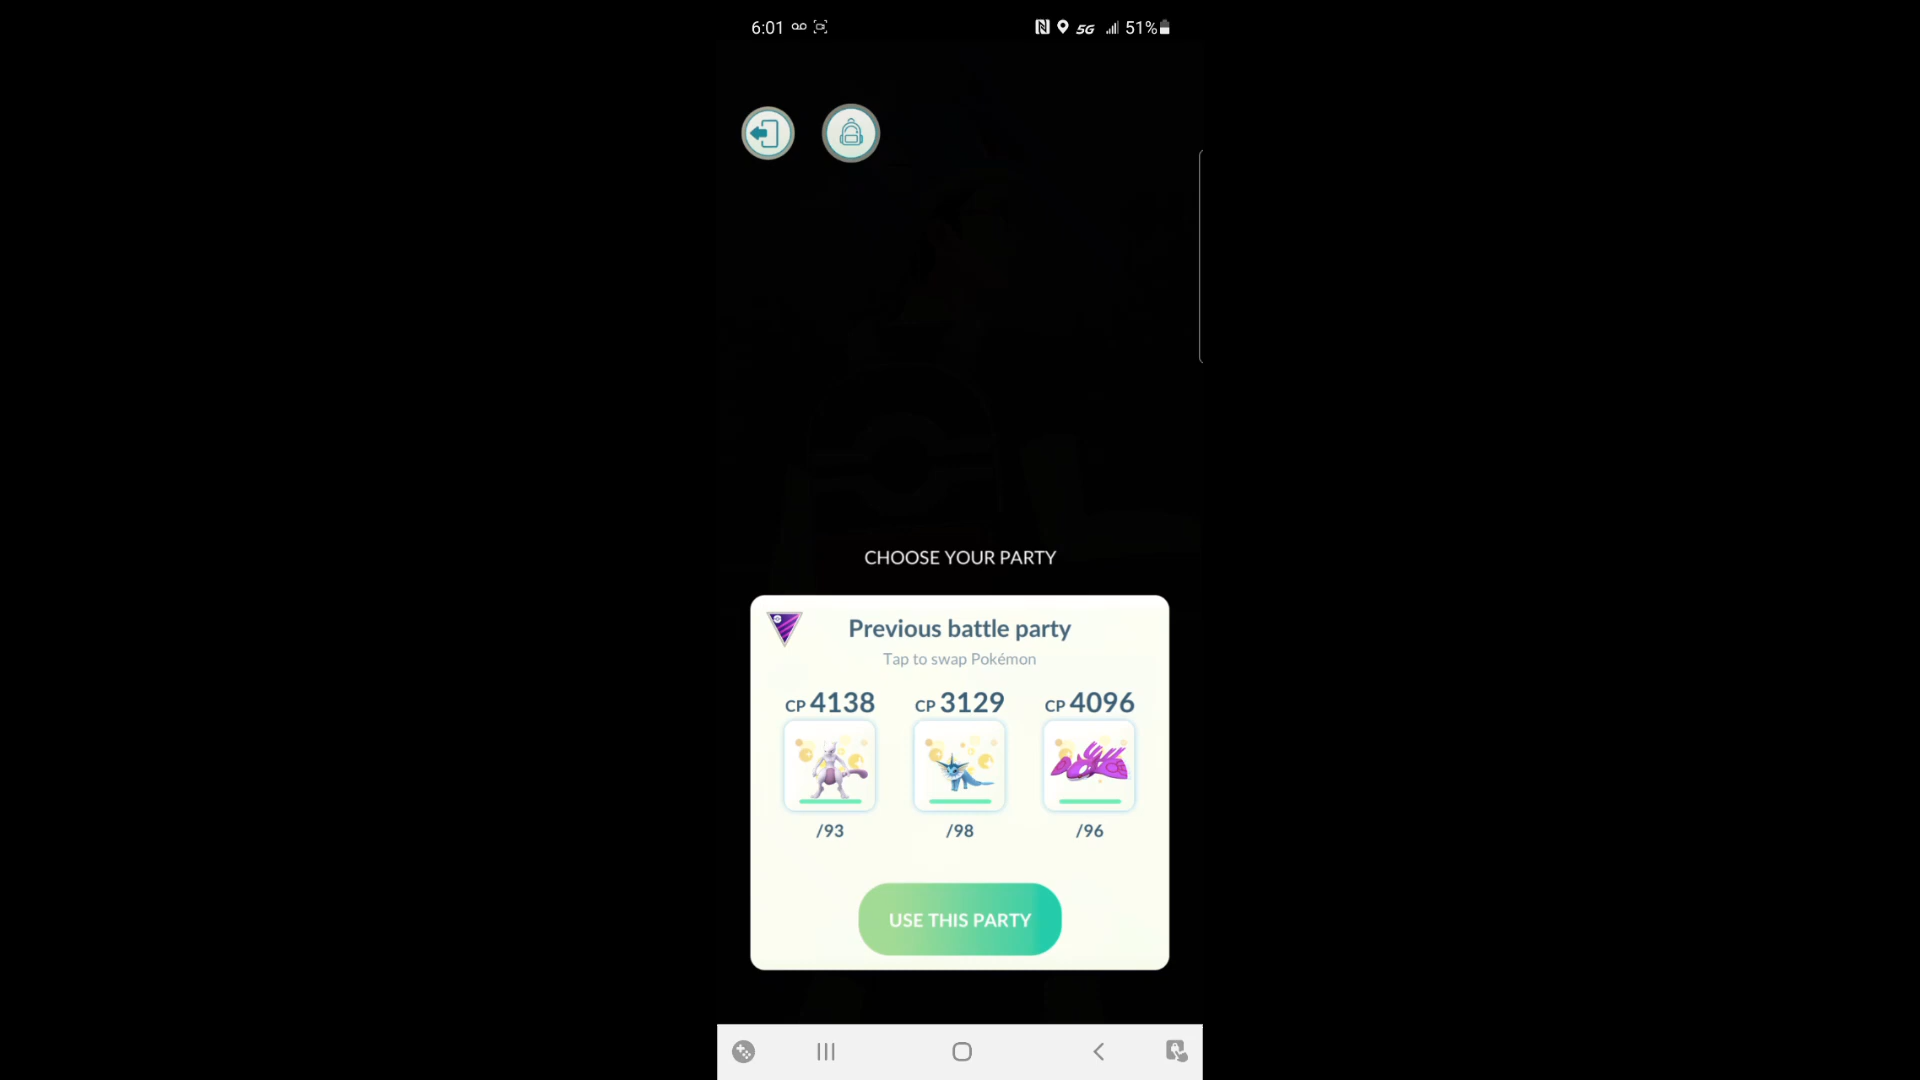 6:01 5G 51%
CHOOSE YOUR PARTY
Previous battle party
Tap to swap Pokémon
CP 4138 CP 3129 CP 4096
/93 /98 /96
USE THIS PARTY